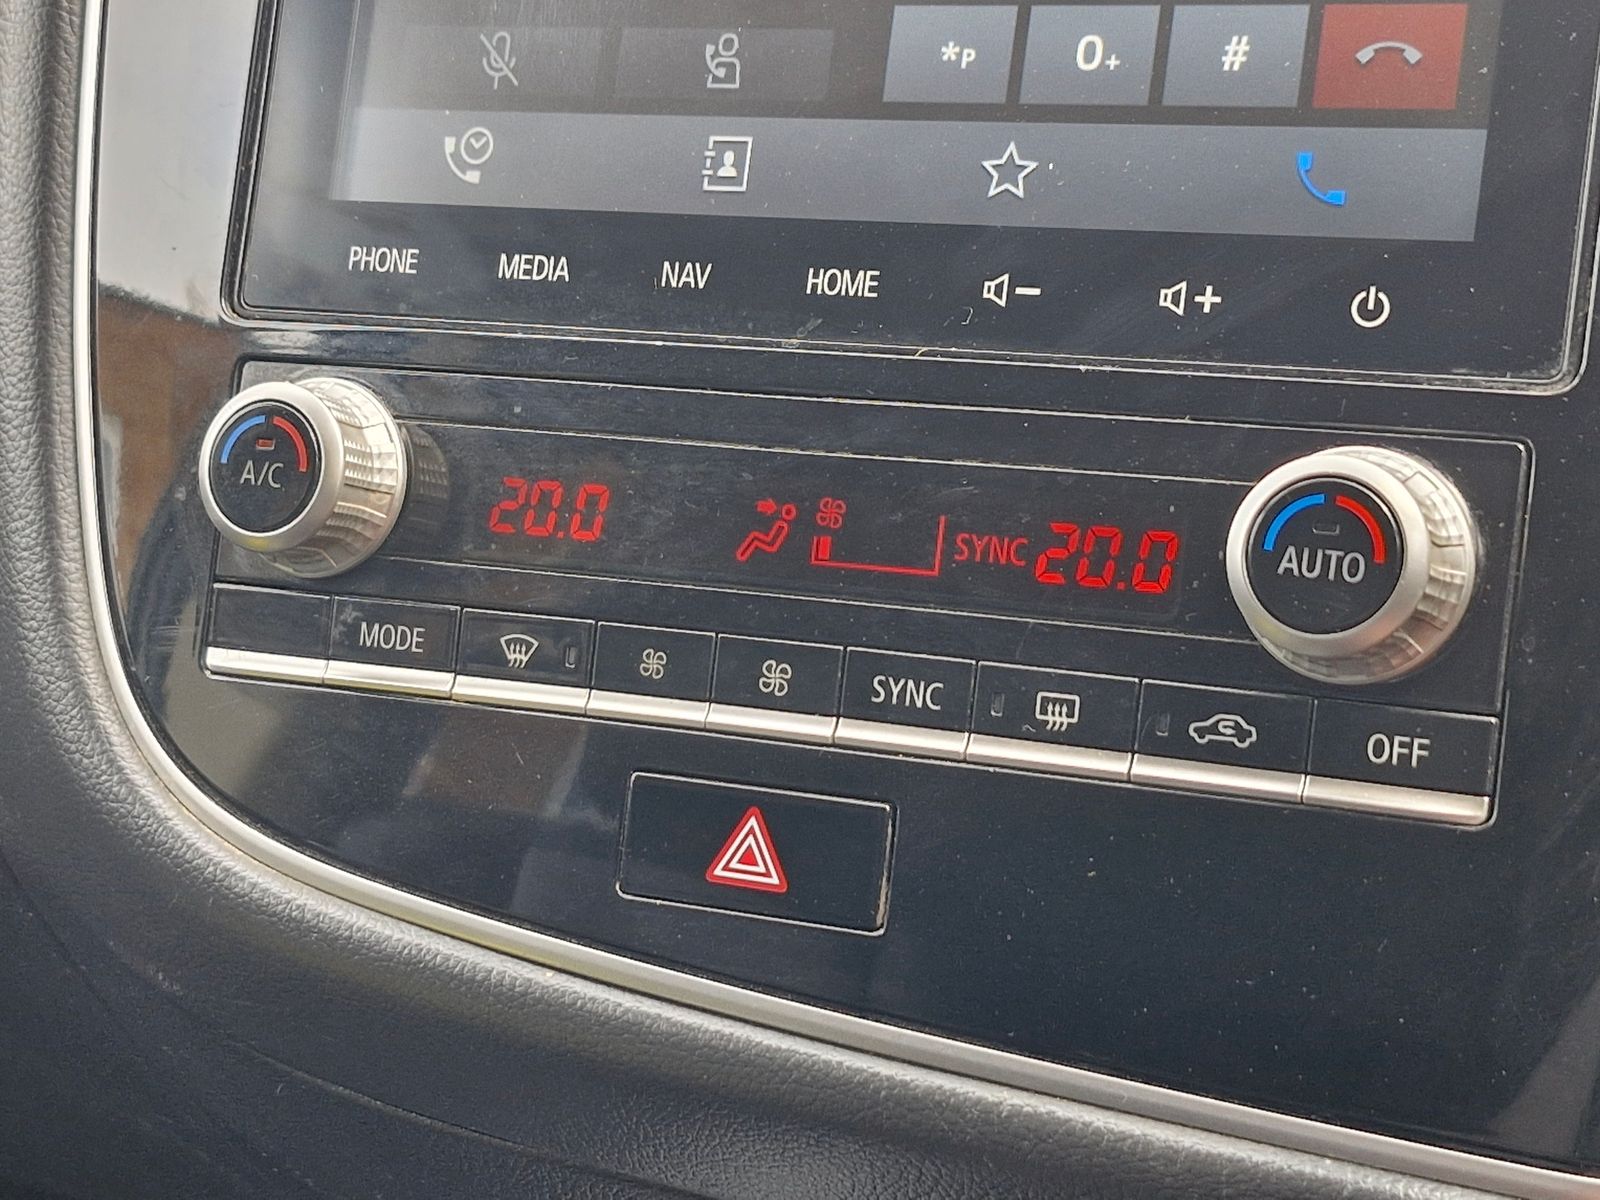 *P 0+ #
PHONE MEDIA NAV HOME - +
A/C 20.0 SYNC 20.0 AUTO
MODE SYNC OFF